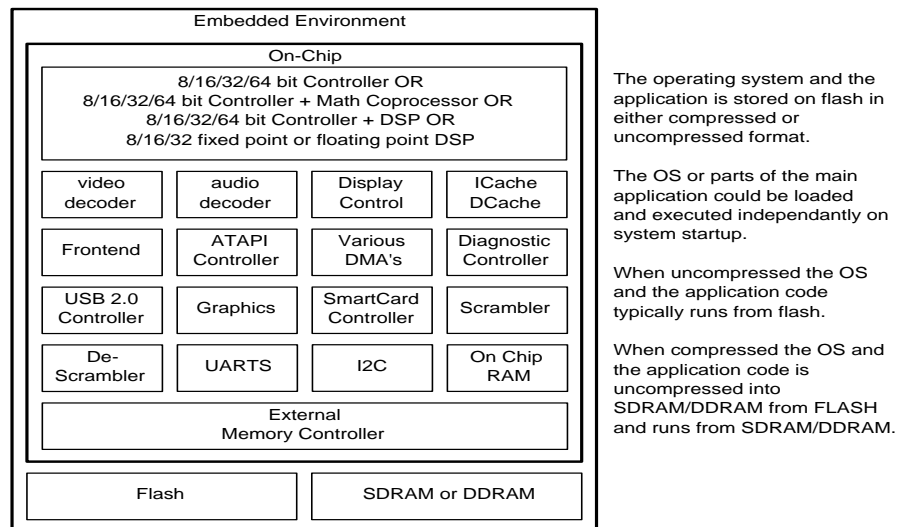 Embedded Environment
On-Chip
8/16/32/64 bit Controller OR
8/16/32/64 bit Controller + Math Coprocessor OR
8/16/32/64 bit Controller + DSP OR
8/16/32 fixed point or floating point DSP
video
decoder
audio
decoder
Display
Control
ICache
DCache
Frontend
ATAPI
Controller
Various
DMA's
Diagnostic
Controller
USB 2.0
Controller
Graphics
SmartCard
Controller
Scrambler
De-
Scrambler
UARTS
I2C
On Chip
RAM
External
Memory Controller
Flash
SDRAM or DDRAM
The operating system and the
application is stored on flash in
either compressed or
uncompressed format.
The OS or parts of the main
application could be loaded
and executed independantly on
system startup.
When uncompressed the OS
and the application code
typically runs from flash.
When compressed the OS and
the application code is
uncompressed into
SDRAM/DDRAM from FLASH
and runs from SDRAM/DDRAM.